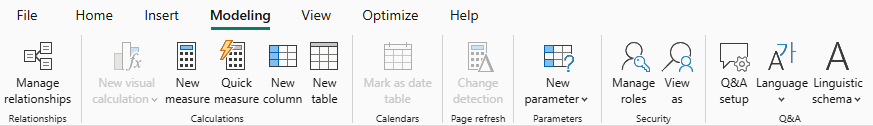 File Home Insert Modeling View Optimize Help
Manage relationships
New visual calculation
New measure
Quick measure
New column
New table
Mark as date table
Change detection
New parameter
Manage roles
View as
Q&A setup
Language
Linguistic schema
Relationships Calculations Calendars Page refresh Parameters Security Q&A